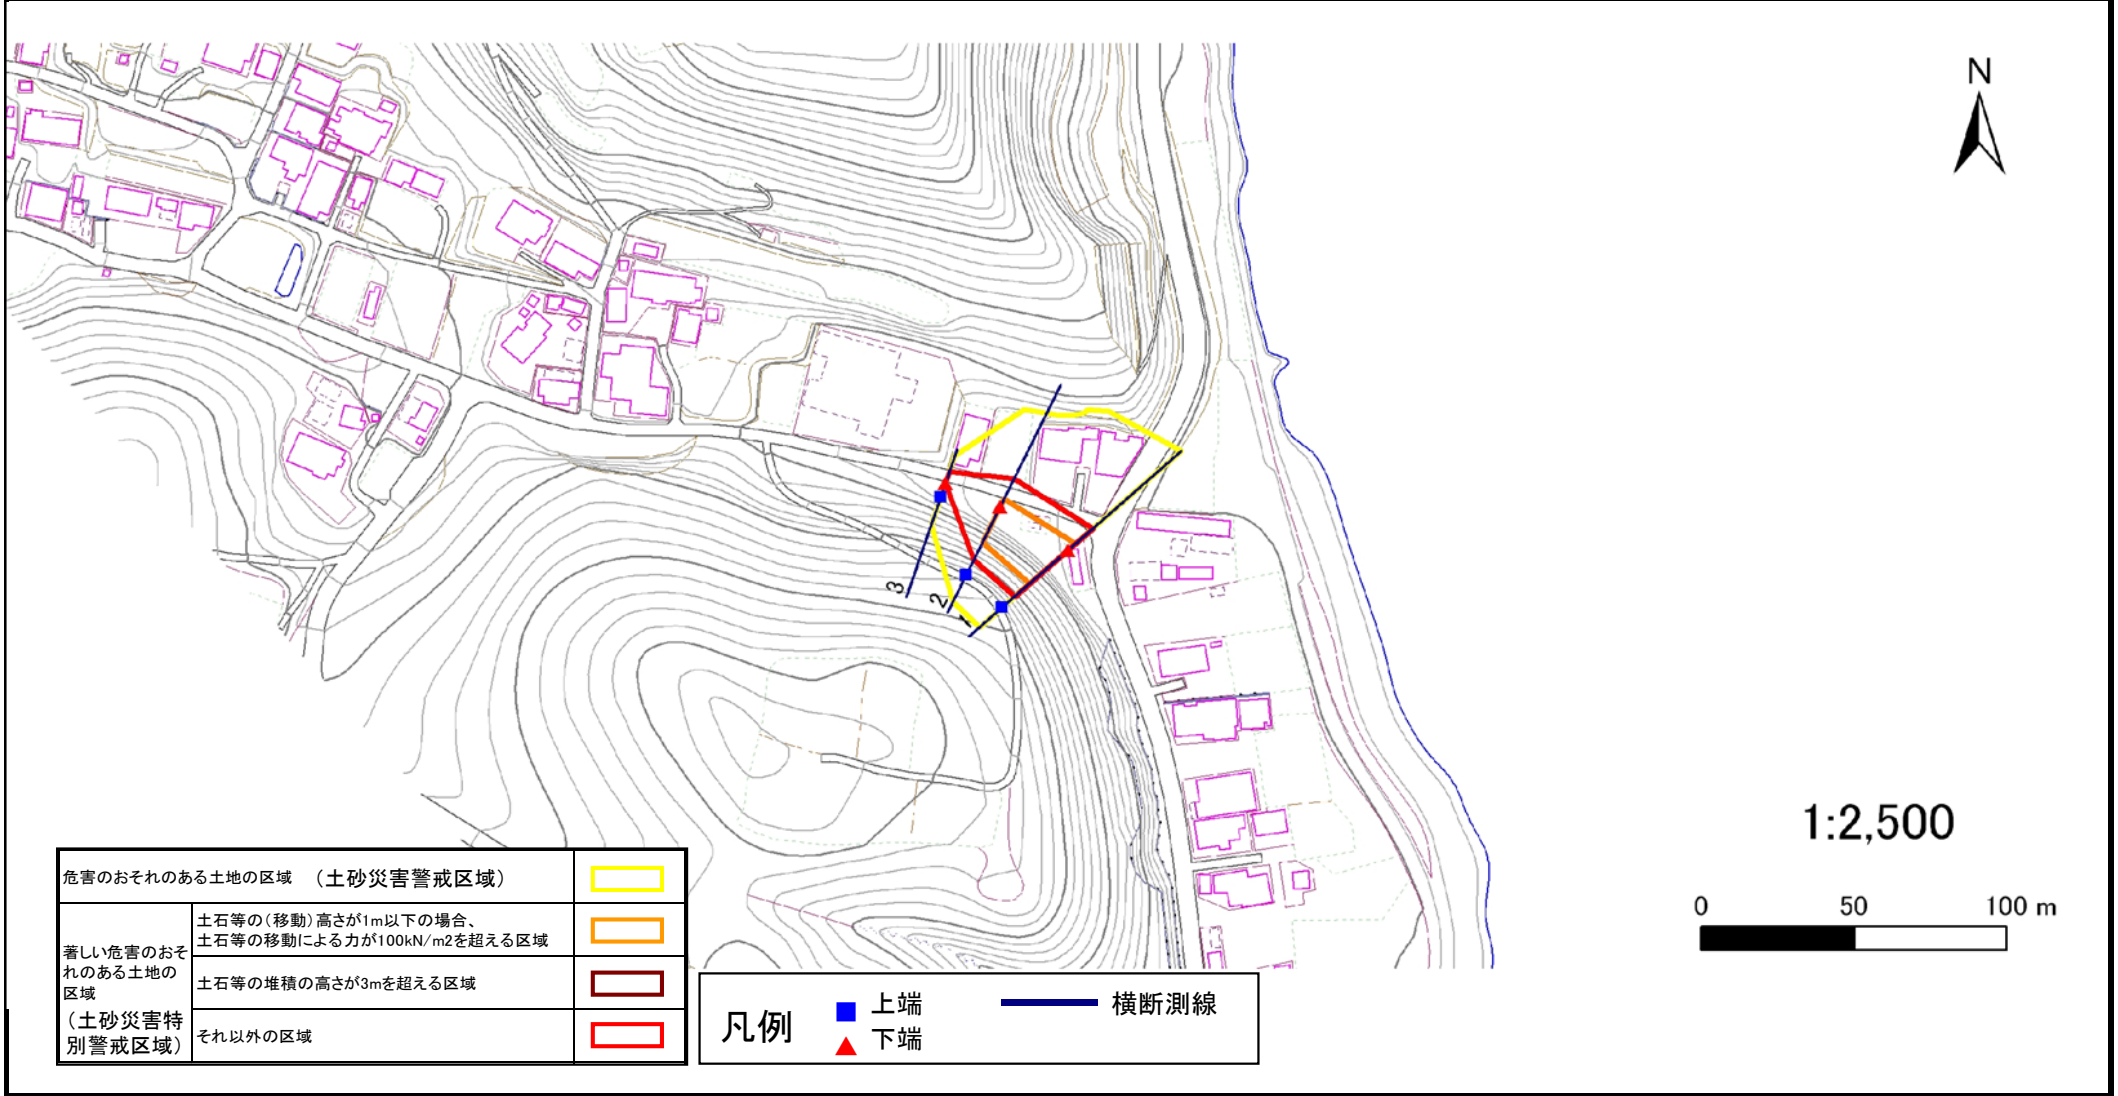 N
3
2
1
1:2,500
0 50 100 m
危害のおそれのある土地の区域 （土砂災害警戒区域）
著しい危害のおそ
れのある土地の
区域
（土砂災害特
別警戒区域）
土石等の（移動）高さが1m以下の場合、
土石等の移動による力が100kN/m2を超える区域
土石等の堆積の高さが3mを超える区域
それ以外の区域
凡例
上端
下端
横断測線